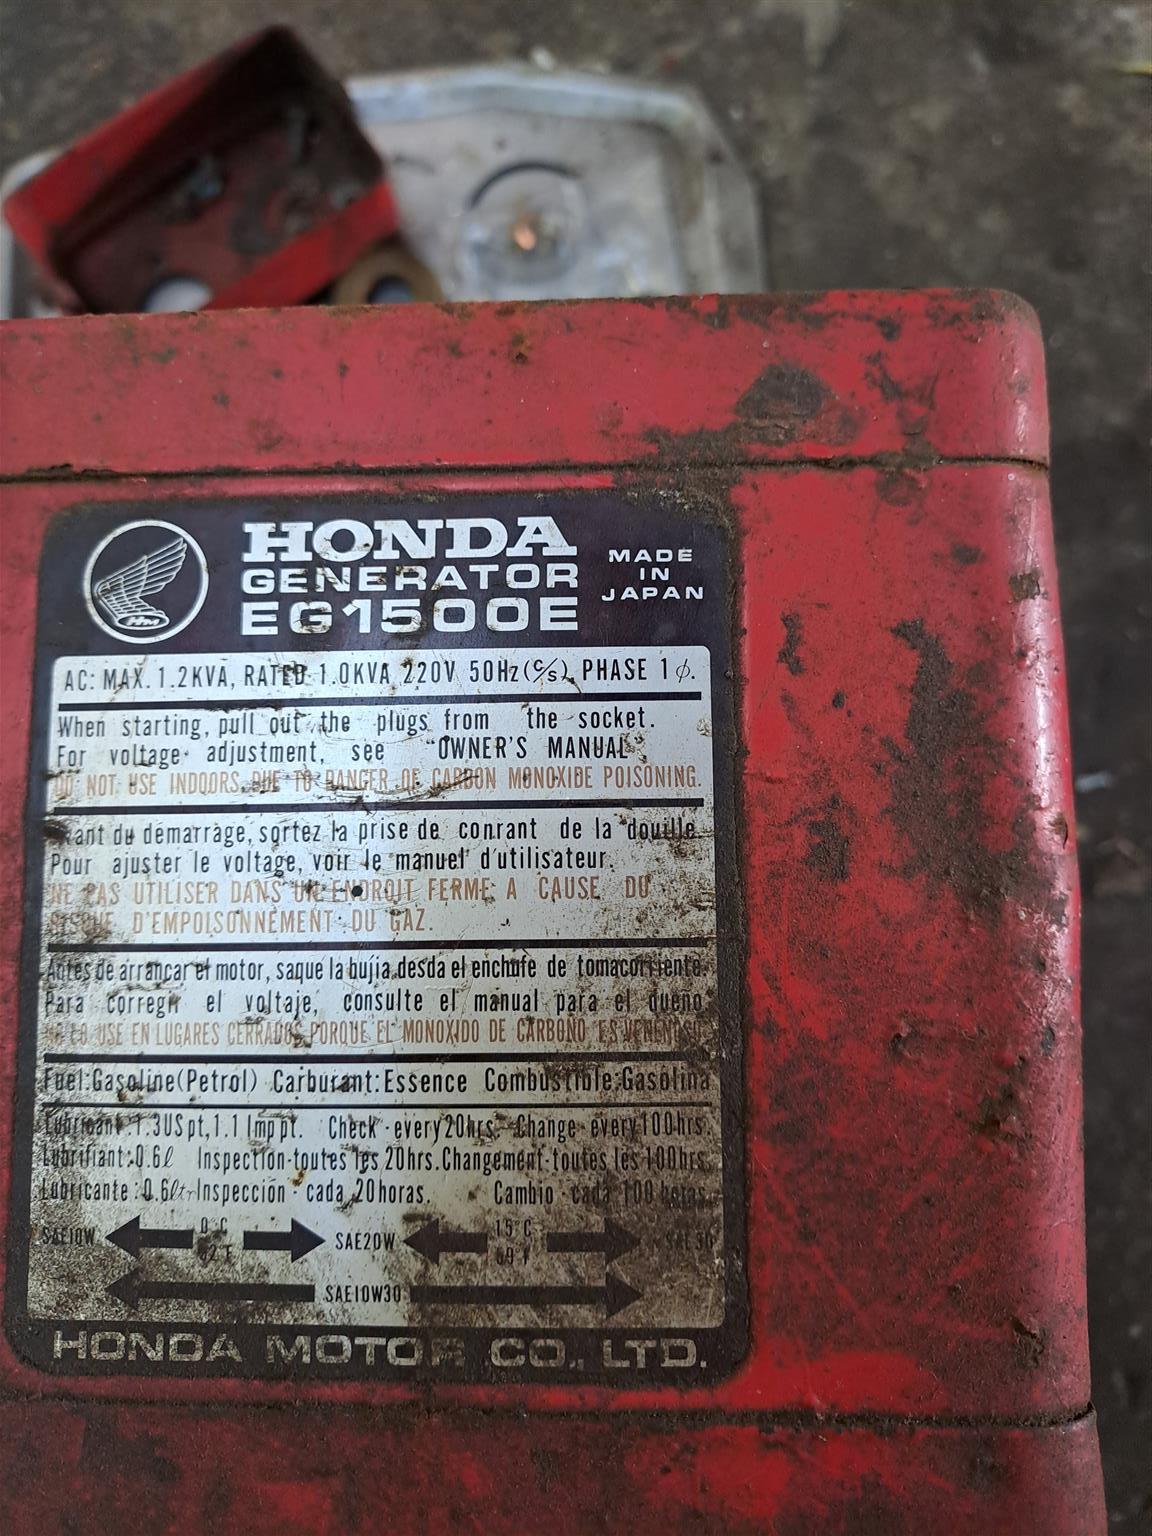 HONDA
GENERATOR
EG1500E
MADE
IN
JAPAN
HM
AC: MAX. 1.2KVA, RATED 1.0KVA 220V 50Hz(c/s), PHASE 1ϕ.
When starting, pull out the plugs from the socket.
For voltage adjustment, see "OWNER'S MANUAL".
DO NOT USE INDOORS DUE TO DANGER OF CARBON MONOXIDE POISONING.
Avant du démarrage, sortez la prise de conrant de la douille.
Pour ajuster le voltage, voir le manuel d'utilisateur.
NE PAS UTILISER DANS UN ENDROIT FERME A CAUSE DU
RISQUE D'EMPOISONNEMENT DU GAZ.
Antes de arrancar el motor, saque la bujia desda el enchufe de tomacorriente.
Para corregir el voltaje, consulte el manual para el dueno
NO LO USE EN LUGARES CERRADOS PORQUE EL MONOXIDO DE CARBONO ES VENENOSO.
Fuel:Gasoline(Petrol) Carburant:Essence Combustible:Gasolina
Lubricant:1.3US pt, 1.1 Imp pt. Check-every 20hrs. Change-every 100hrs.
Lubrifiant:0.6ℓ Inspection-toutes les 20hrs. Changement-toutes les 100hrs.
Lubricante:0.6ltr Inspección-cada 20horas. Cambio-cada 100 horas.
0°C 15°C
SAE10W SAE20W SAE 30
F F
SAE10W30
HONDA MOTOR CO., LTD.